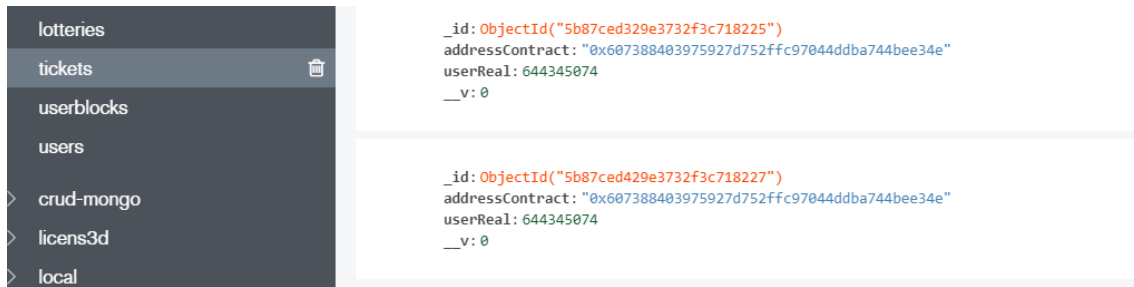 lotteries
tickets
userblocks
users
crud-mongo
licens3d
local
_id: ObjectId("5b87ced329e3732f3c718225")
addressContract: "0x607388403975927d752ffc97044ddba744bee34e"
userReal: 644345074
__v: 0
_id: ObjectId("5b87ced429e3732f3c718227")
addressContract: "0x607388403975927d752ffc97044ddba744bee34e"
userReal: 644345074
__v: 0